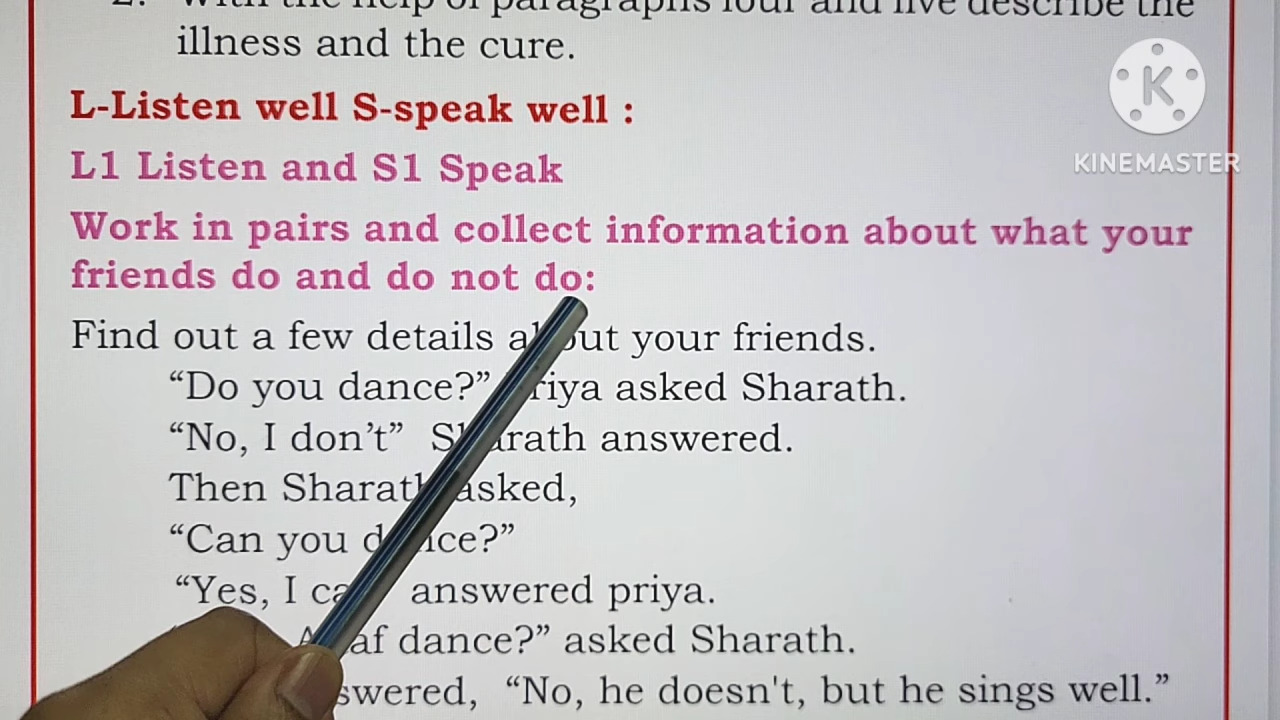 2. With the help of paragraphs four and five describe the
illness and the cure.
L-Listen well S-speak well :
L1 Listen and S1 Speak
Work in pairs and collect information about what your
friends do and do not do:
Find out a few details about your friends.
“Do you dance?” Priya asked Sharath.
“No, I don’t” Sharath answered.
Then Sharath asked,
“Can you dance?”
“Yes, I can answered priya.
dance?” asked Sharath.
“No, he doesn't, but he sings well.”
K
KINEMASTER